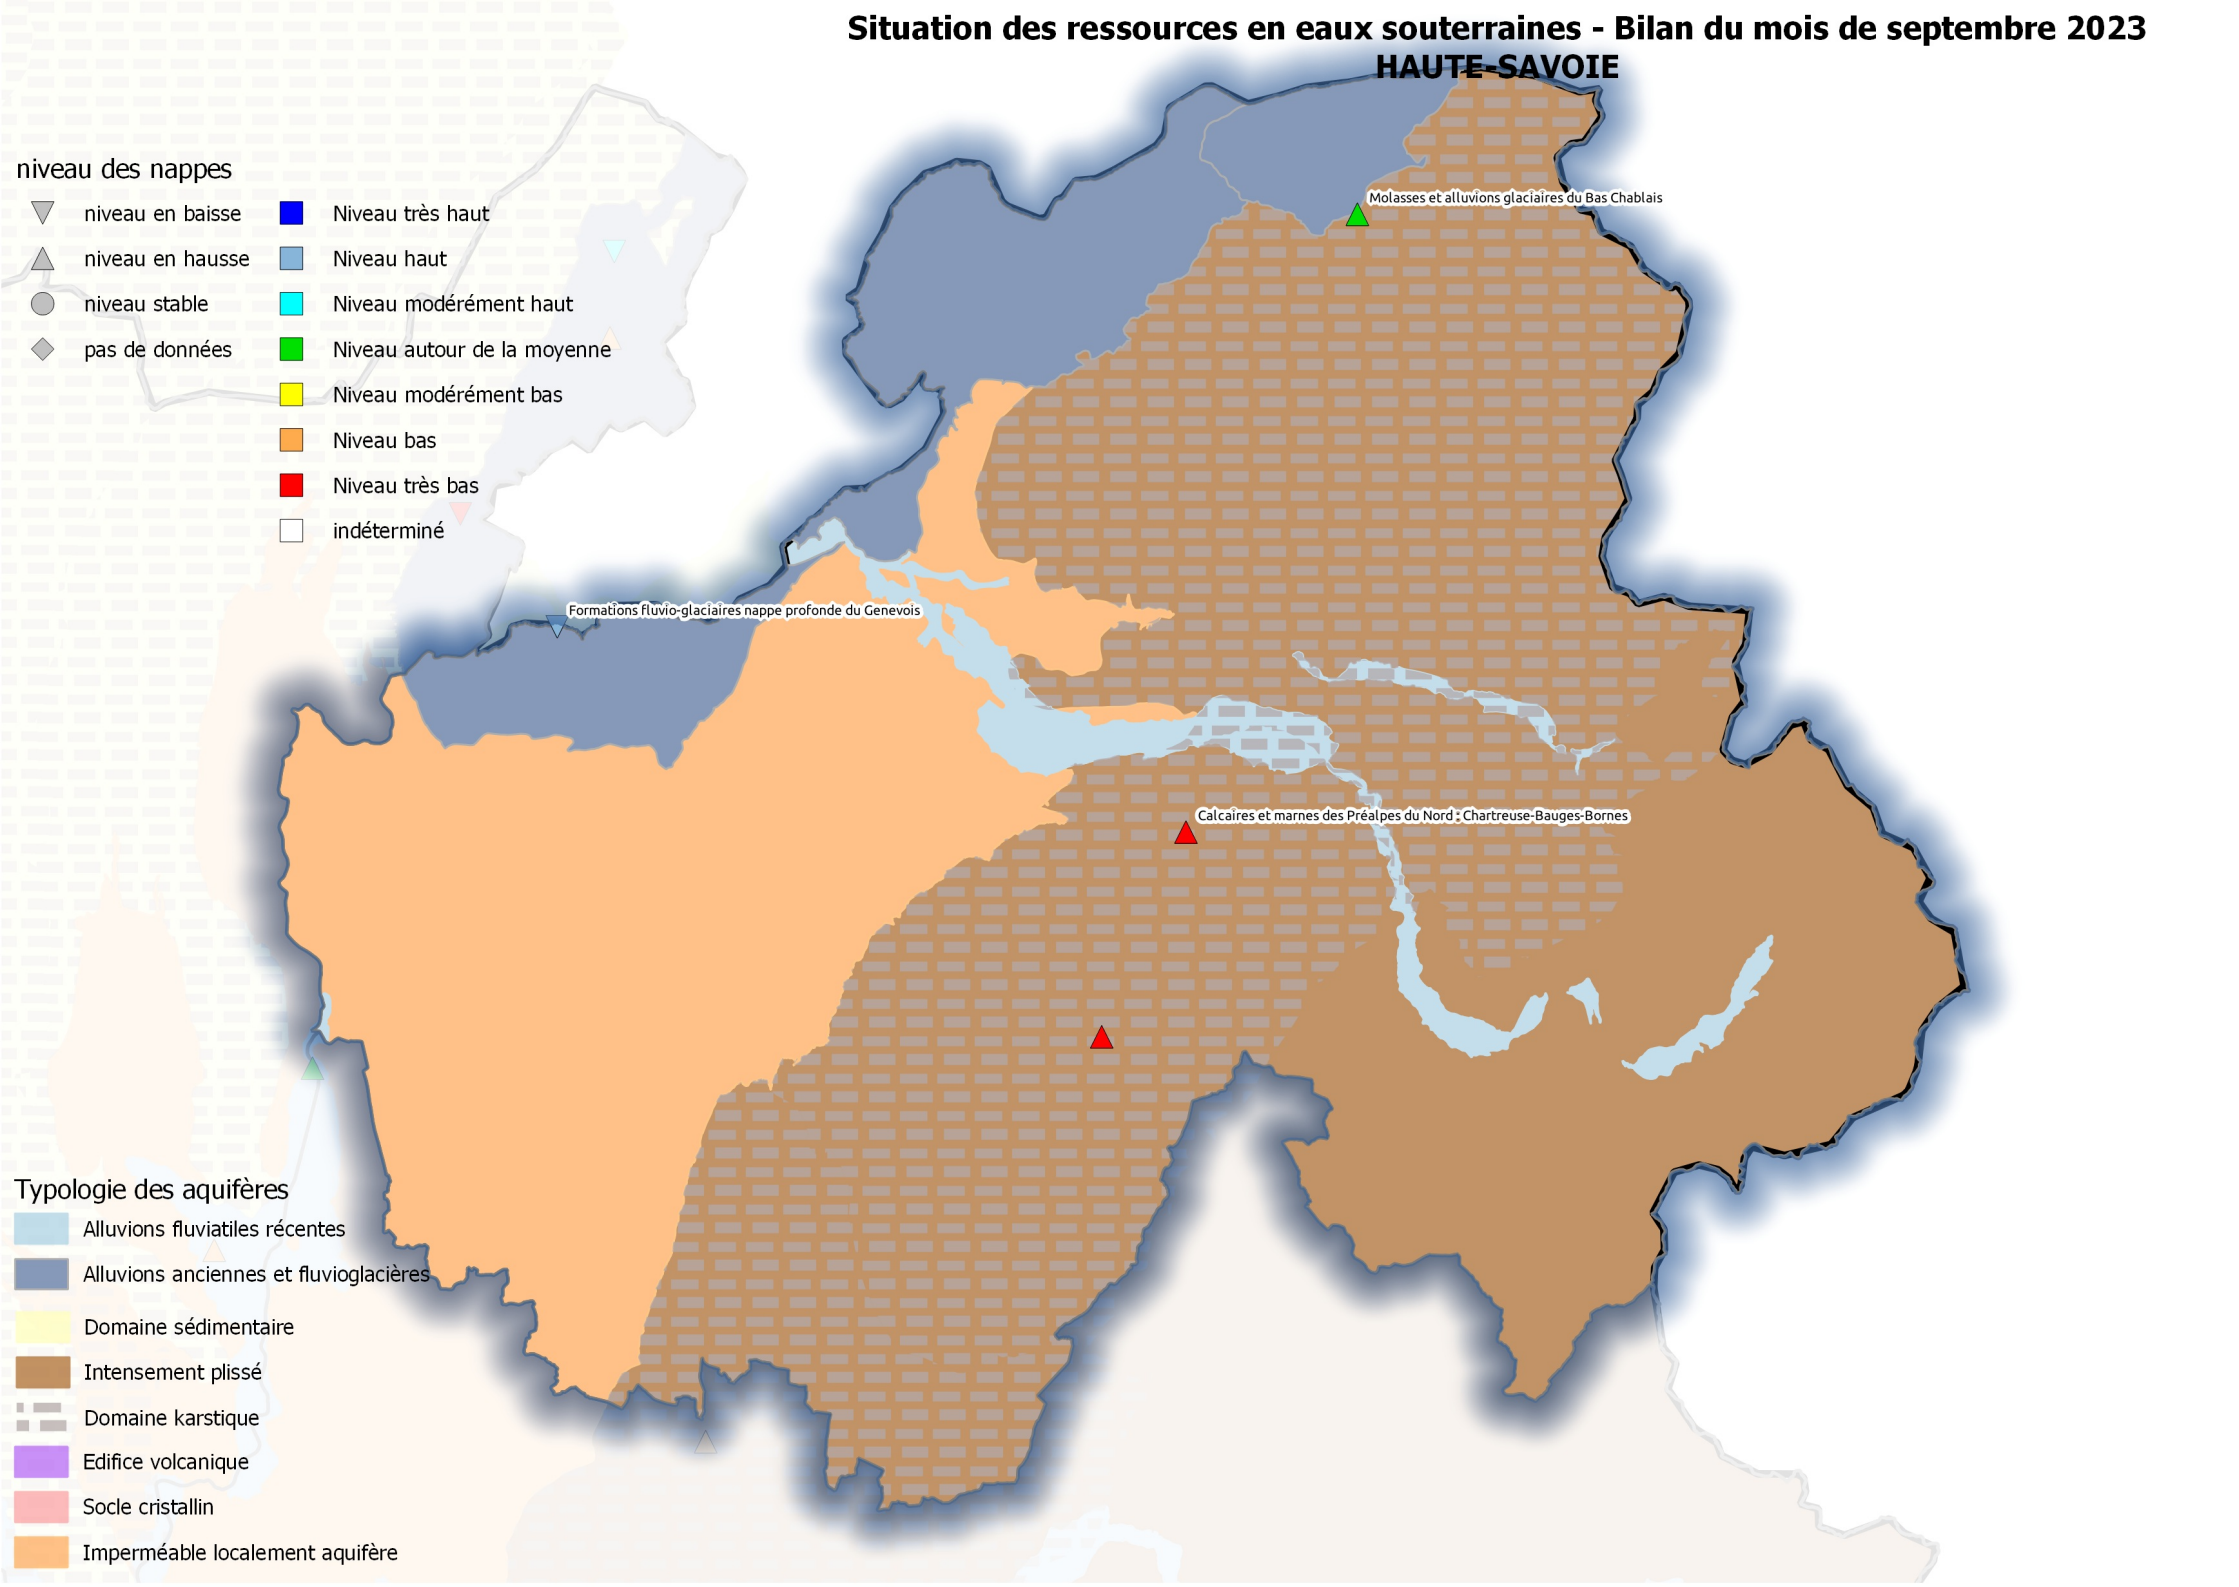 Situation des ressources en eaux souterraines - Bilan du mois de septembre 2023
HAUTE-SAVOIE
niveau des nappes
niveau en baisse
niveau en hausse
niveau stable
pas de données
Niveau très haut
Niveau haut
Niveau modérément haut
Niveau autour de la moyenne
Niveau modérément bas
Niveau bas
Niveau très bas
indéterminé
Molasses et alluvions glaciaires du Bas Chablais
Formations fluvio-glaciaires nappe profonde du Genevois
Calcaires et marnes des Préalpes du Nord : Chartreuse-Bauges-Bornes
Typologie des aquifères
Alluvions fluviatiles récentes
Alluvions anciennes et fluvioglacières
Domaine sédimentaire
Intensement plissé
Domaine karstique
Edifice volcanique
Socle cristallin
Imperméable localement aquifère